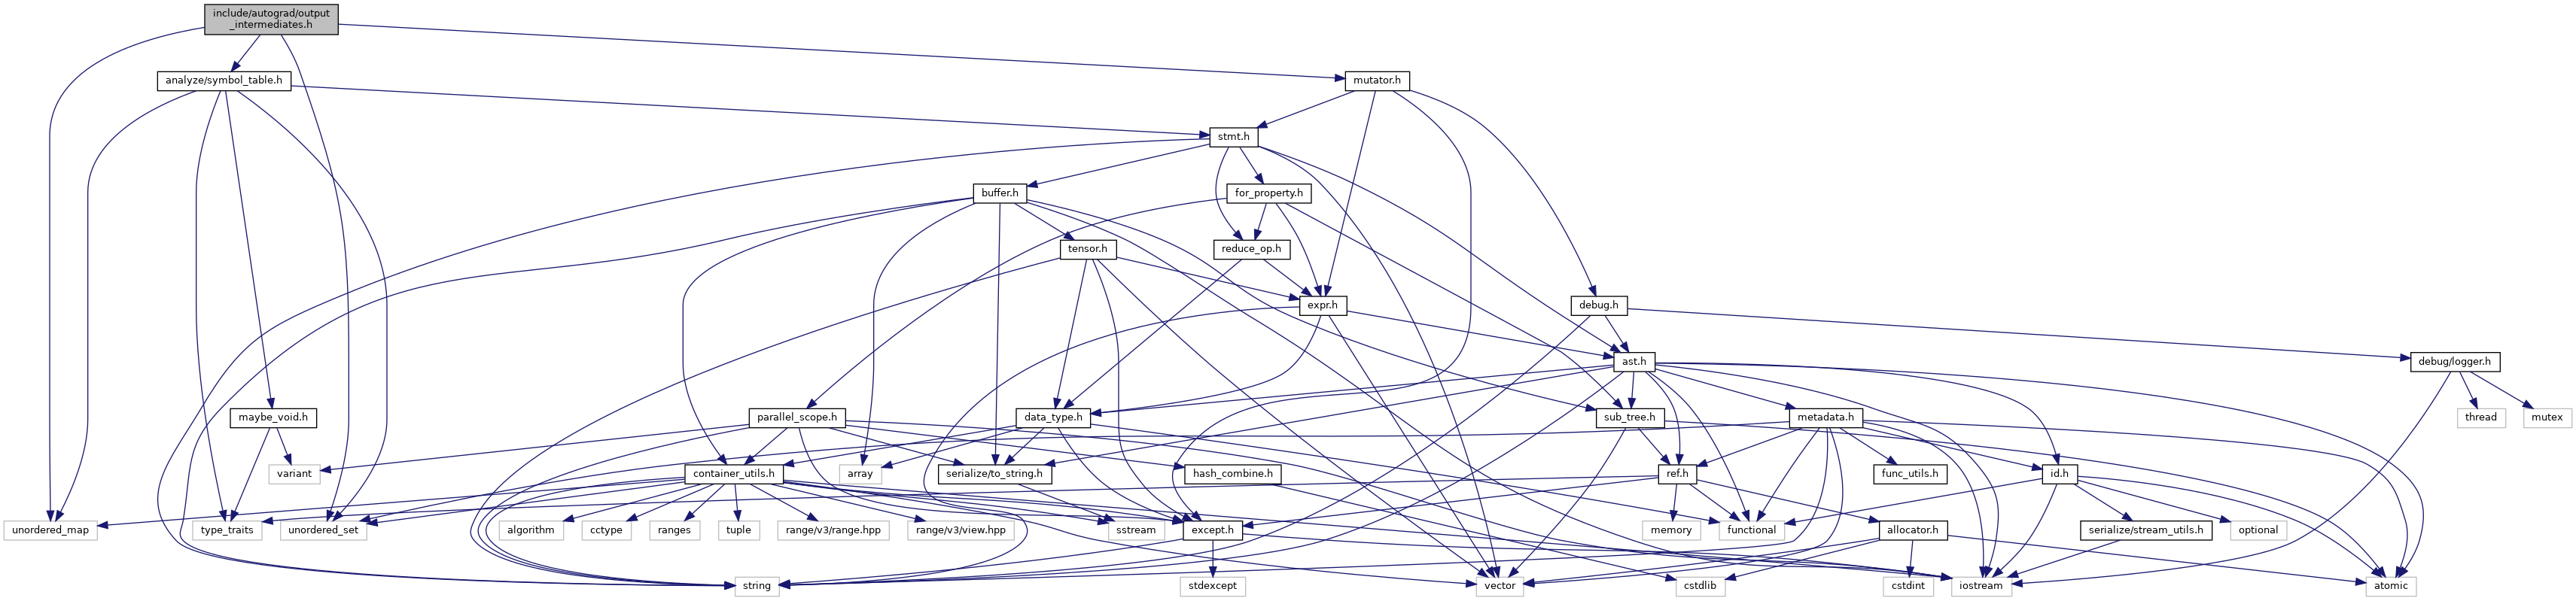 include/autograd/output
_intermediates.h
analyze/symbol_table.h
mutator.h
stmt.h
buffer.h
for_property.h
tensor.h
reduce_op.h
expr.h
debug.h
ast.h
debug/logger.h
maybe_void.h
parallel_scope.h
data_type.h
sub_tree.h
metadata.h
thread
mutex
variant
container_utils.h
array
serialize/to_string.h
hash_combine.h
ref.h
func_utils.h
id.h
unordered_map
type_traits
unordered_set
algorithm
cctype
ranges
tuple
range/v3/range.hpp
range/v3/view.hpp
sstream
except.h
memory
functional
allocator.h
serialize/stream_utils.h
optional
string
stdexcept
vector
cstdlib
cstdint
iostream
atomic